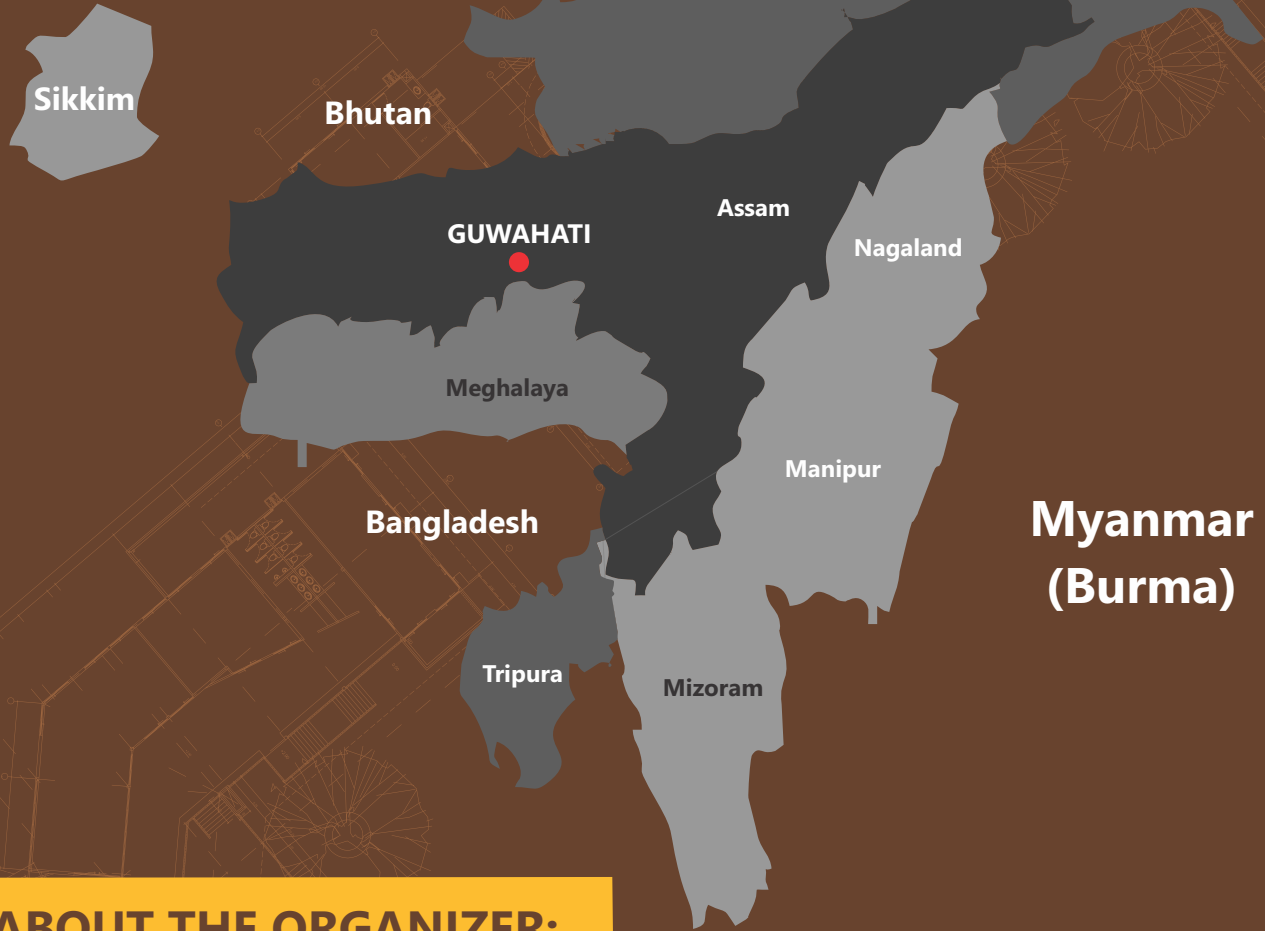 Sikkim
Bhutan
Assam
GUWAHATI
Nagaland
Meghalaya
Manipur
Bangladesh
Myanmar
(Burma)
Tripura
Mizoram
ABOUT THE ORGANIZER: